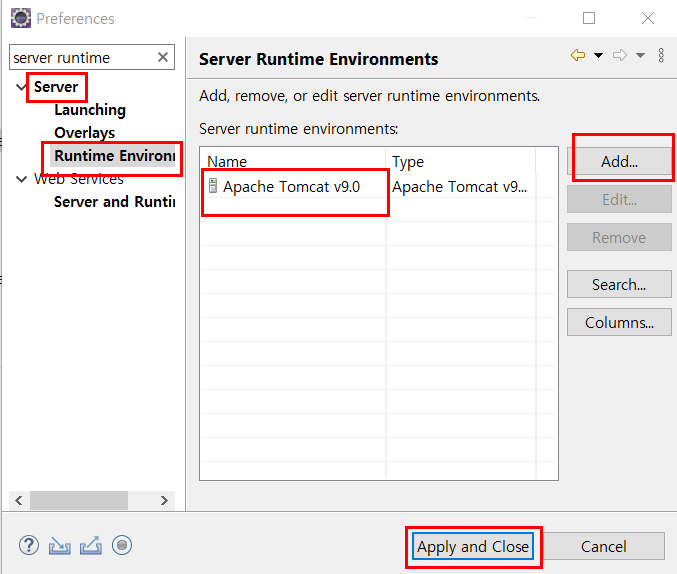 Preferences
server runtime
Server
Launching
Overlays
Runtime Environ
Web Services
Server and Runti
Server Runtime Environments
Add, remove, or edit server runtime environments.
Server runtime environments:
Name Type
Apache Tomcat v9.0 Apache Tomcat v9...
Add...
Edit...
Remove
Search...
Columns...
Apply and Close Cancel